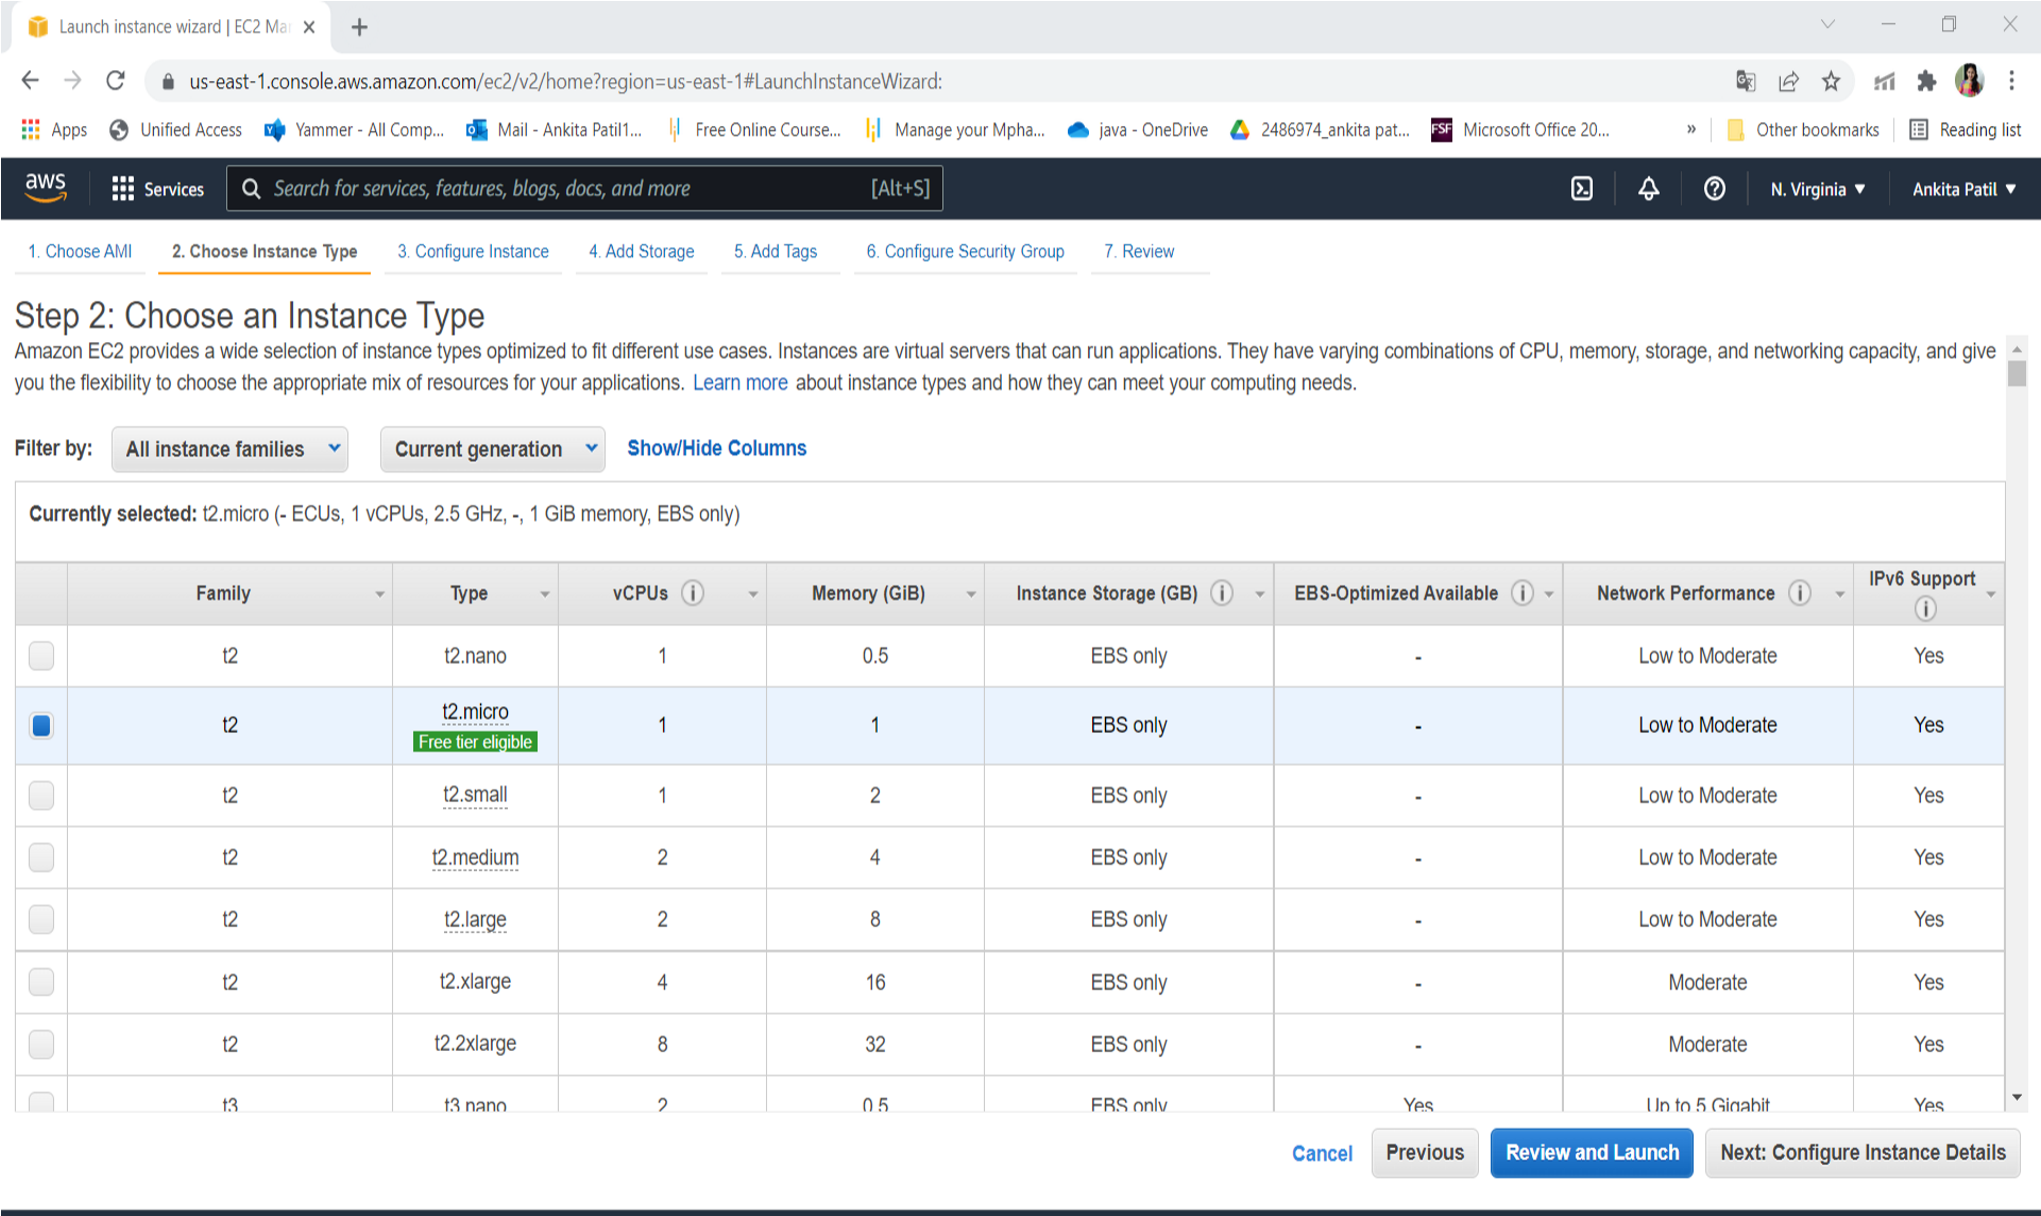 Launch instance wizard | EC2 Ma
us-east-1.console.aws.amazon.com/ec2/v2/home?region=us-east-1#LaunchInstanceWizard:
Apps Unified Access Yammer - All Comp... Mail - Ankita Patil1... Free Online Course... Manage your Mpha... java - OneDrive 2486974_ankita pat... FSF Microsoft Office 20... » Other bookmarks Reading list
aws Services Search for services, features, blogs, docs, and more [Alt+S] N. Virginia Ankita Patil
1. Choose AMI 2. Choose Instance Type 3. Configure Instance 4. Add Storage 5. Add Tags 6. Configure Security Group 7. Review
Step 2: Choose an Instance Type
Amazon EC2 provides a wide selection of instance types optimized to fit different use cases. Instances are virtual servers that can run applications. They have varying combinations of CPU, memory, storage, and networking capacity, and give
you the flexibility to choose the appropriate mix of resources for your applications. Learn more about instance types and how they can meet your computing needs.
Filter by: All instance families Current generation Show/Hide Columns
Currently selected: t2.micro (- ECUs, 1 vCPUs, 2.5 GHz, -, 1 GiB memory, EBS only)
Family Type vCPUs Memory (GiB) Instance Storage (GB) EBS-Optimized Available Network Performance IPv6 Support
t2 t2.nano 1 0.5 EBS only - Low to Moderate Yes
t2 t2.micro 1 1 EBS only - Low to Moderate Yes
Free tier eligible
t2 t2.small 1 2 EBS only - Low to Moderate Yes
t2 t2.medium 2 4 EBS only - Low to Moderate Yes
t2 t2.large 2 8 EBS only - Low to Moderate Yes
t2 t2.xlarge 4 16 EBS only - Moderate Yes
t2 t2.2xlarge 8 32 EBS only - Moderate Yes
t3 t3.nano 2 0.5 EBS only Yes Up to 5 Gigabit Yes
Cancel Previous Review and Launch Next: Configure Instance Details